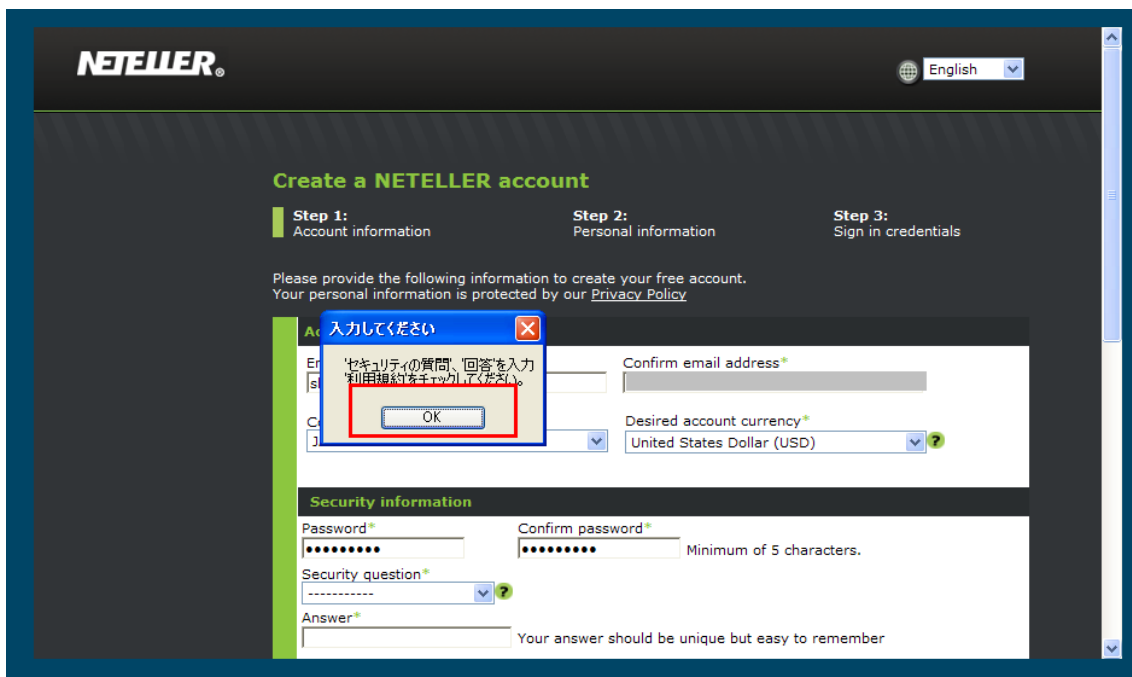 NETELLER®
English
Create a NETELLER account
Step 1:
Account information
Step 2:
Personal information
Step 3:
Sign in credentials
Please provide the following information to create your free account.
Your personal information is protected by our Privacy Policy
入力してください
'セキュリティの質問'、'回答'を入力
'利用規約'をチェックしてください。
OK
Confirm email address*
Desired account currency*
United States Dollar (USD)
?
Security information
Password*
Confirm password*
•••••••••
•••••••••
Minimum of 5 characters.
Security question*
-----------
?
Answer*
Your answer should be unique but easy to remember